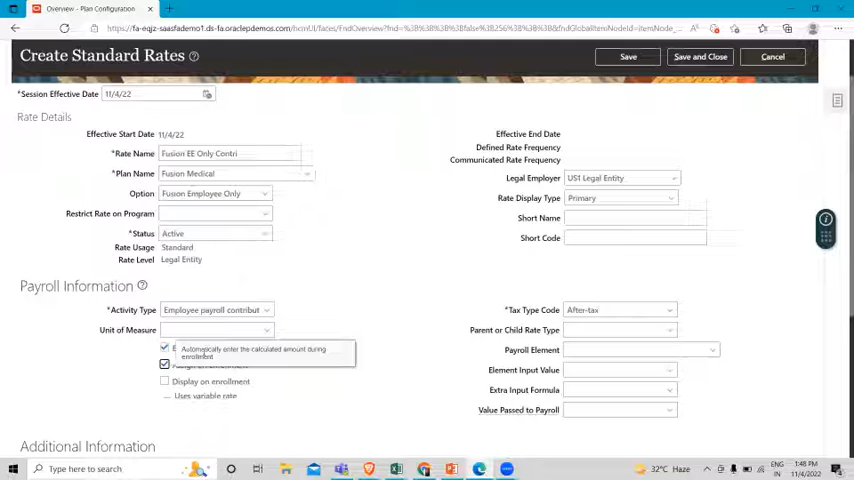 Overview - Plan Configuration
Create Standard Rates
Save
Save and Close
Cancel
*Session Effective Date 11/4/22
Rate Details
Effective Start Date 11/4/22
*Rate Name Fusion EE Only Contri
*Plan Name Fusion Medical
Option Fusion Employee Only
Restrict Rate on Program
*Status Active
Rate Usage Standard
Rate Level Legal Entity
Effective End Date
Defined Rate Frequency
Communicated Rate Frequency
Legal Employer US1 Legal Entity
Rate Display Type Primary
Short Name
Short Code
Payroll Information
*Activity Type Employee payroll contribut
Unit of Measure
Automatically enter the calculated amount during
enrollment
Display on enrollment
Uses variable rate
*Tax Type Code After-tax
Parent or Child Rate Type
Payroll Element
Element Input Value
Extra Input Formula
Value Passed to Payroll
Additional Information
Type here to search
32°C Haze
ENG
IN
1:48 PM
11/4/2022